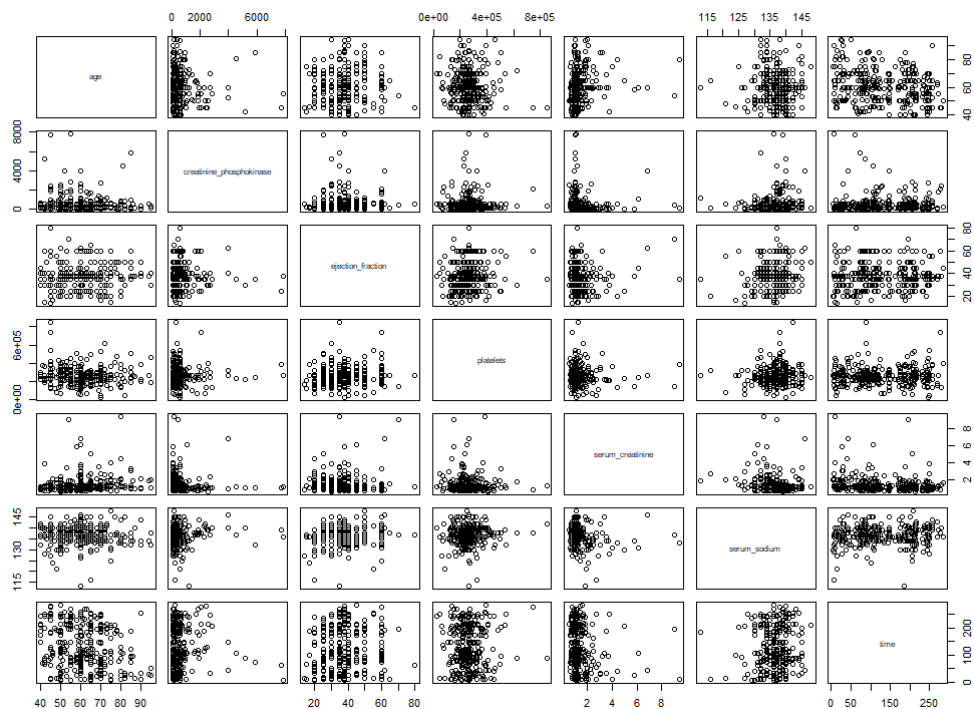 0 2000 6000
0e+00 4e+05 8e+05
115 125 135 145
age
40 60 80
0 4000 8000
creatinine_phosphokinase
ejection_fraction
20 40 60 80
0e+00 6e+05
platelets
serum_creatinine
2 4 6 8
115 130 145
serum_sodium
time
0 100 200
40 50 60 70 80 90
20 40 60 80
2 4 6 8
0 50 150 250